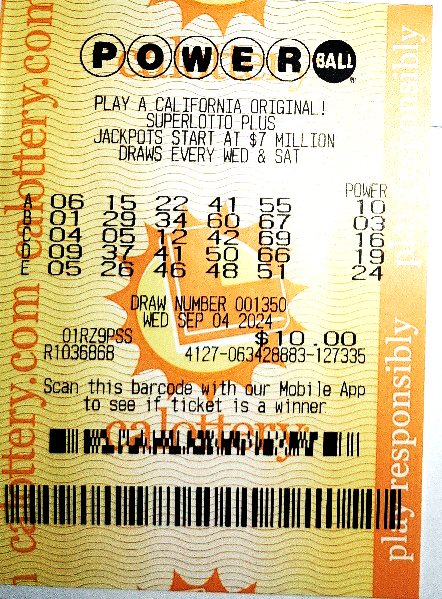 POWER BALL
PLAY A CALIFORNIA ORIGINAL!
SUPERLOTTO PLUS
JACKPOTS START AT $7 MILLION
DRAWS EVERY WED & SAT
POWER
A 06 15 22 41 55 10
B 01 29 34 60 67 03
C 04 05 12 42 69 16
D 09 37 41 50 66 19
E 05 26 46 48 51 24
DRAW NUMBER 001350
WED SEP 04 2024
01RZ9PSS $10.00
R1036868 4127-063428883-127335
Scan this barcode with our Mobile App
to see if ticket is a winner
calottery
calottery.com calottery.com
play responsibly
play responsibly